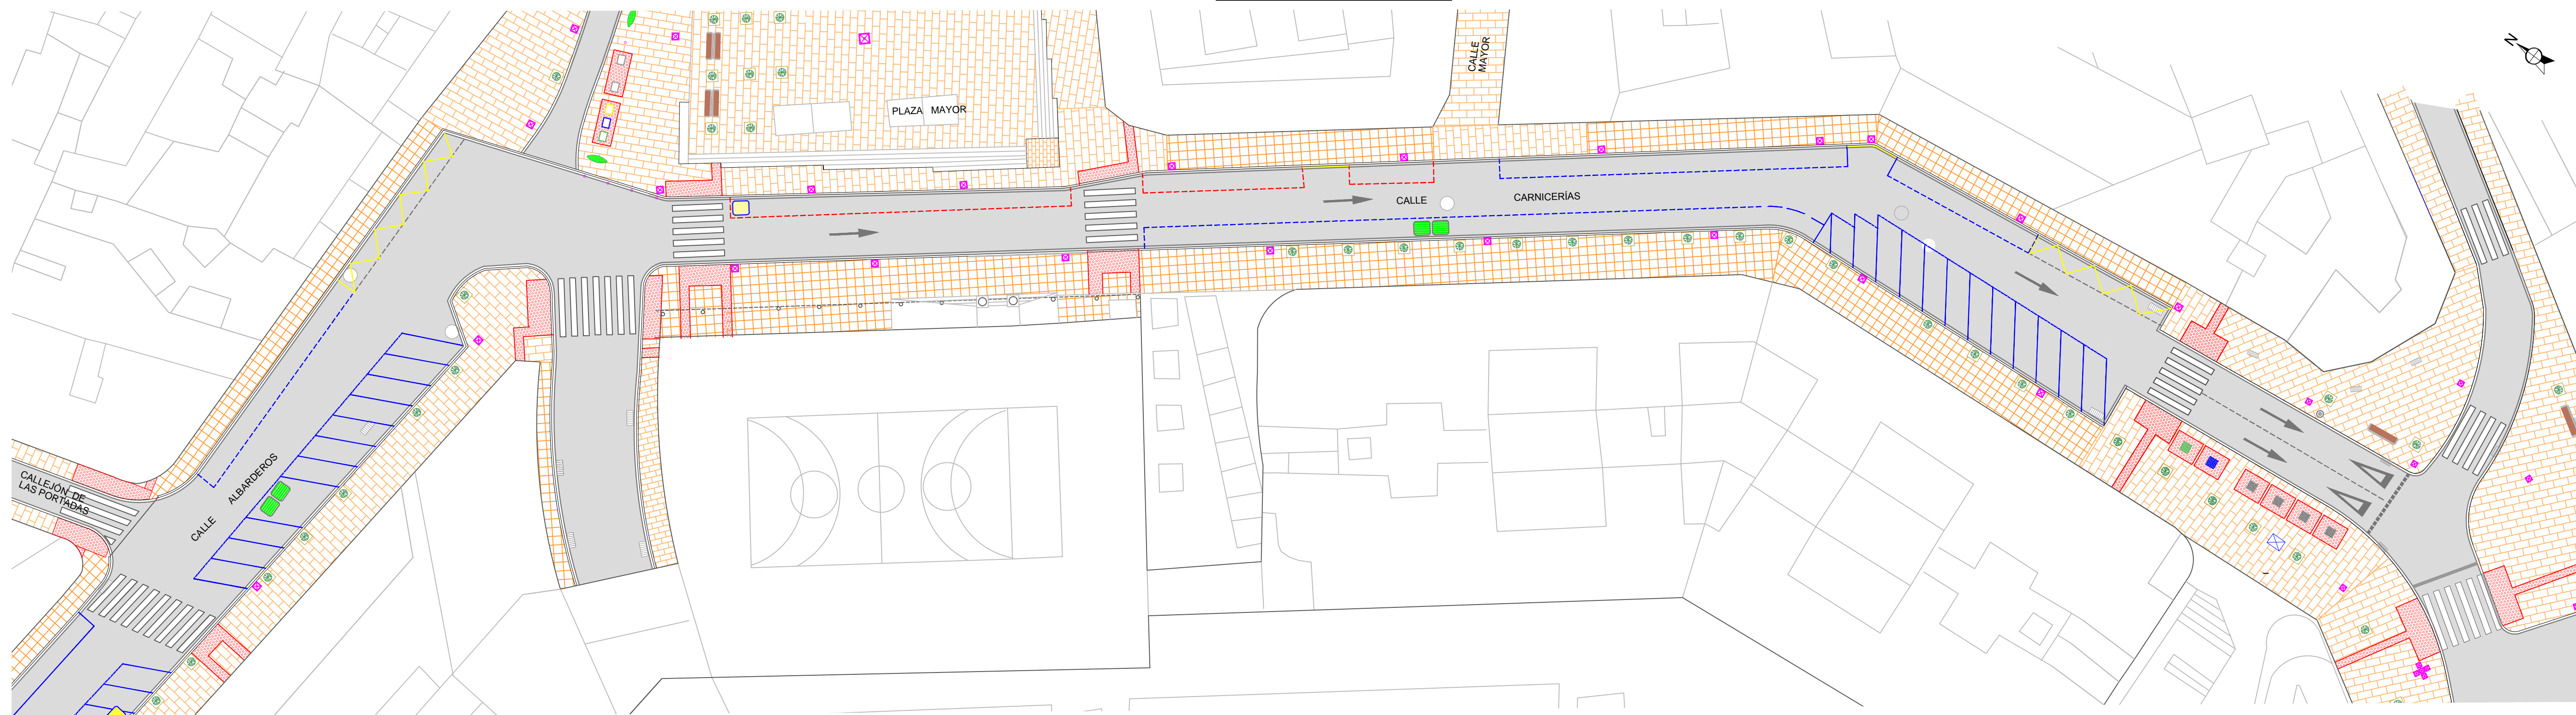 N
CALLE
MAYOR
PLAZA MAYOR
CALLE CARNICERÍAS
CALLEJÓN DE
LAS PORTADAS
CALLE ALBARDEROS